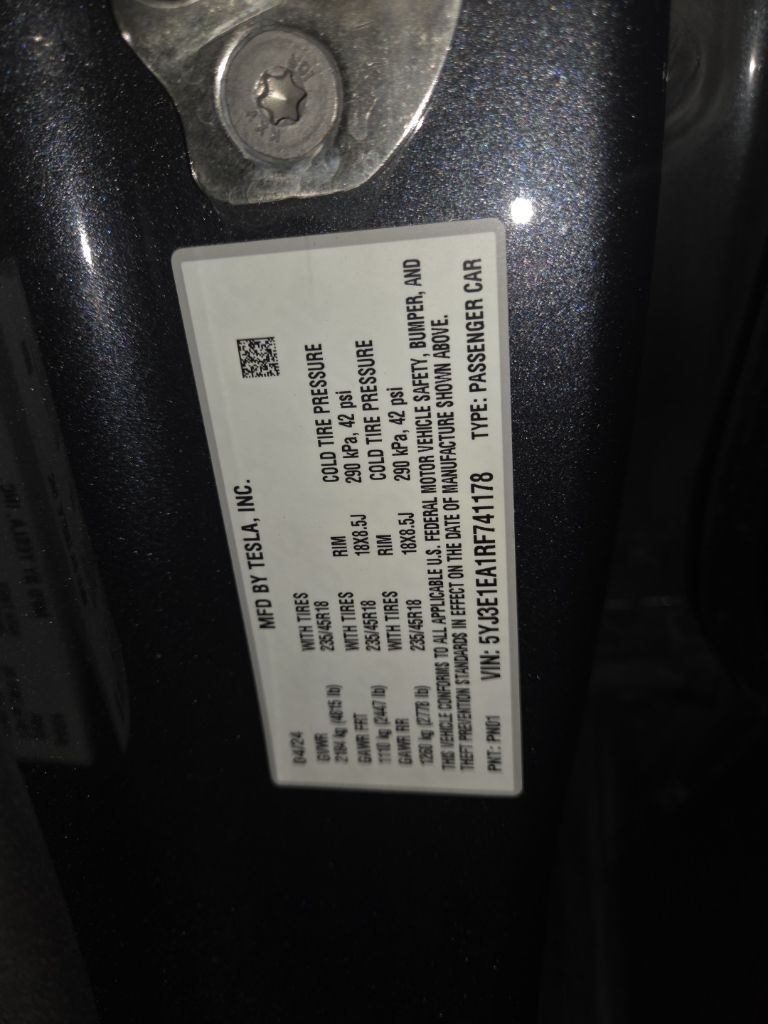 MFD BY TESLA, INC.
04/24
GVWR WITH TIRES RIM COLD TIRE PRESSURE
2184 kg (4815 lb) 235/45R18 18X8.5J 290 kPa, 42 psi
GAWR FRT WITH TIRES RIM COLD TIRE PRESSURE
1110 kg (2447 lb) 235/45R18 18X8.5J 290 kPa, 42 psi
GAWR RR WITH TIRES
1260 kg (2778 lb) 235/45R18
THIS VEHICLE CONFORMS TO ALL APPLICABLE U.S. FEDERAL MOTOR VEHICLE SAFETY, BUMPER, AND
THEFT PREVENTION STANDARDS IN EFFECT ON THE DATE OF MANUFACTURE SHOWN ABOVE.
PNT: PN01 VIN: 5YJ3E1EA1RF741178 TYPE: PASSENGER CAR